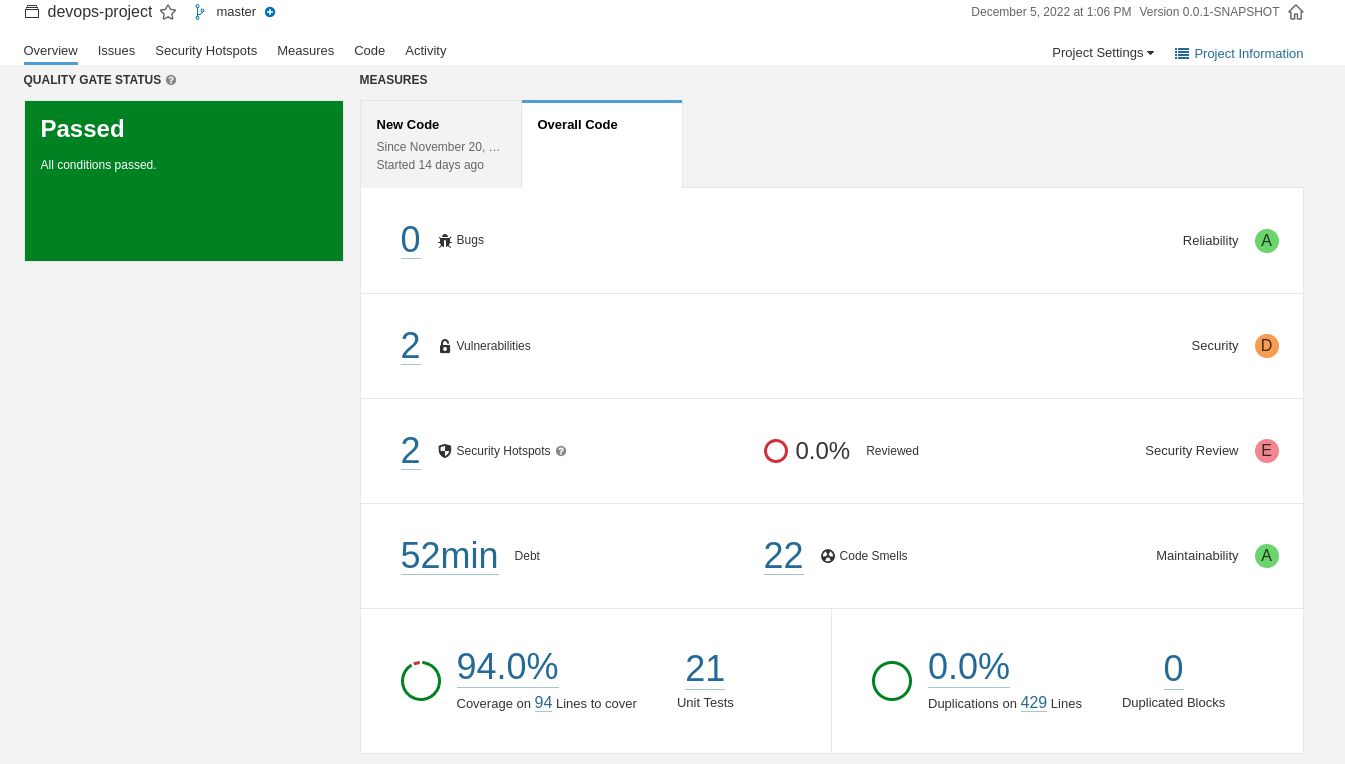 devops-project master December 5, 2022 at 1:06 PM Version 0.0.1-SNAPSHOT
Overview Issues Security Hotspots Measures Code Activity Project Settings Project Information
QUALITY GATE STATUS ?
Passed
All conditions passed.
MEASURES
New Code
Since November 20, …
Started 14 days ago
Overall Code
0 Bugs Reliability A
2 Vulnerabilities Security D
2 Security Hotspots ? 0.0% Reviewed Security Review E
52min Debt 22 Code Smells Maintainability A
94.0%
Coverage on 94 Lines to cover
21
Unit Tests
0.0%
Duplications on 429 Lines
0
Duplicated Blocks